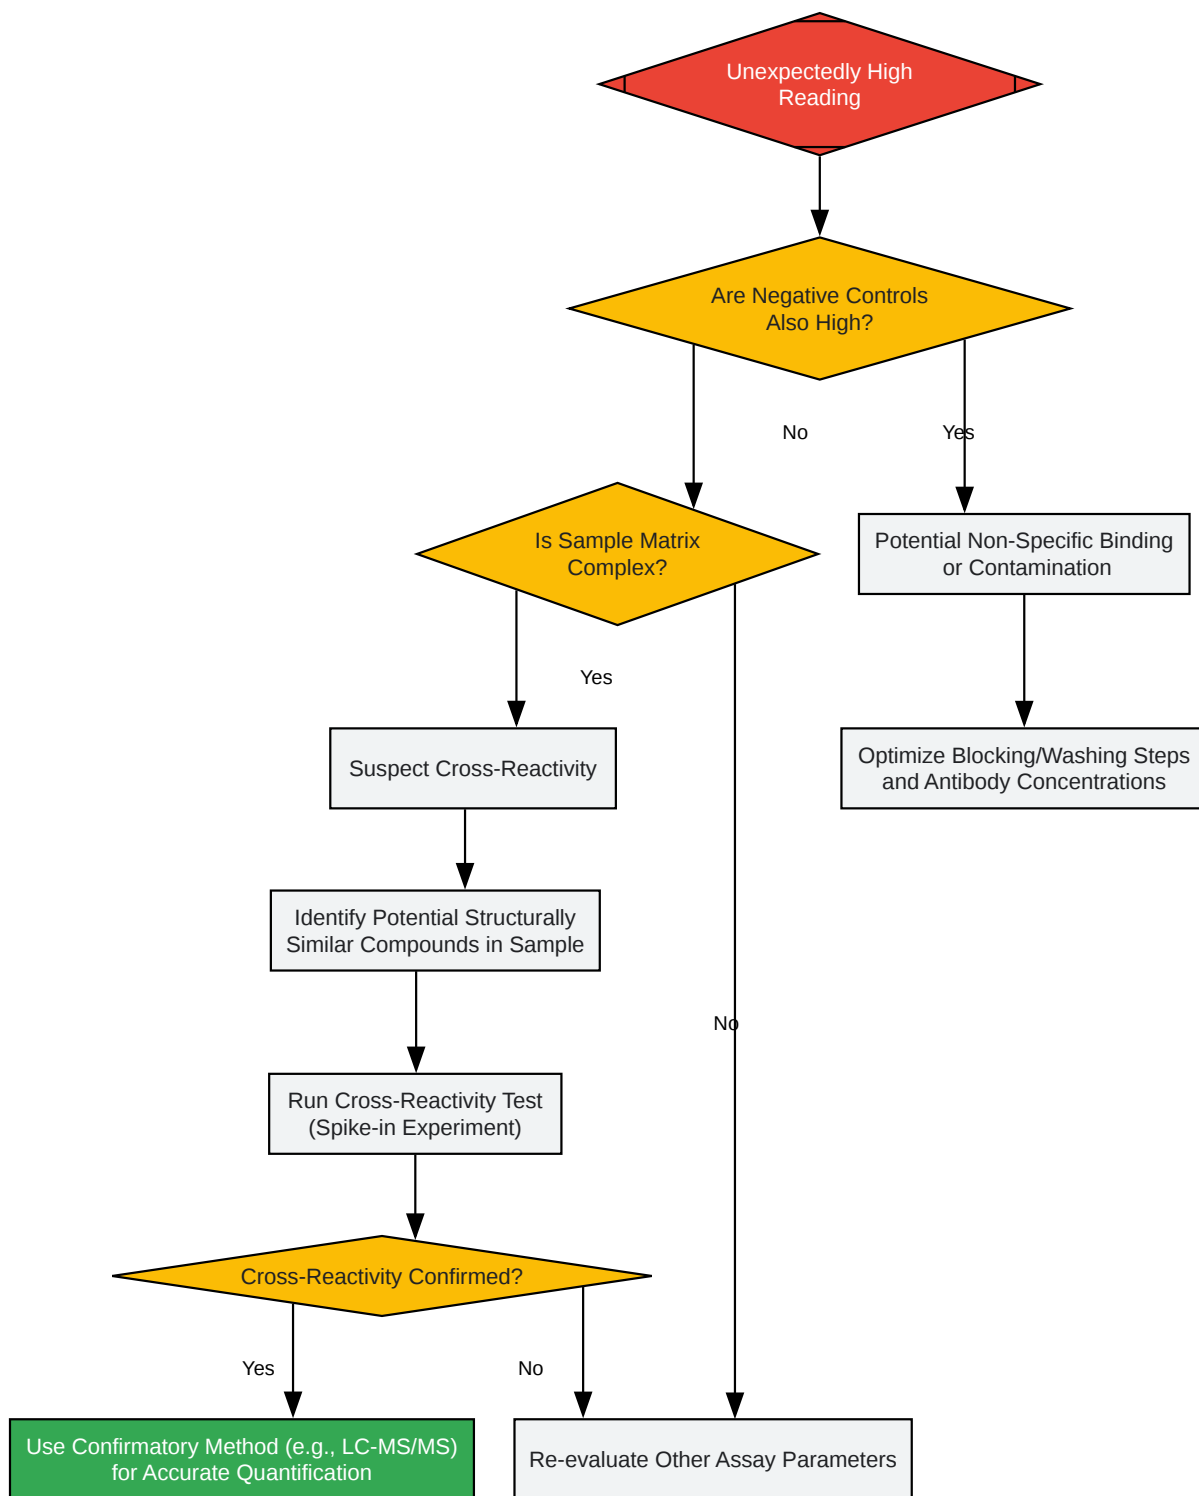 Unexpectedly High
Reading
Are Negative Controls
Also High?
No
Yes
Is Sample Matrix
Complex?
Potential Non-Specific Binding
or Contamination
Yes
Suspect Cross-Reactivity
Optimize Blocking/Washing Steps
and Antibody Concentrations
Identify Potential Structurally
Similar Compounds in Sample
No
Run Cross-Reactivity Test
(Spike-in Experiment)
Cross-Reactivity Confirmed?
Yes
No
Use Confirmatory Method (e.g., LC-MS/MS)
for Accurate Quantification
Re-evaluate Other Assay Parameters